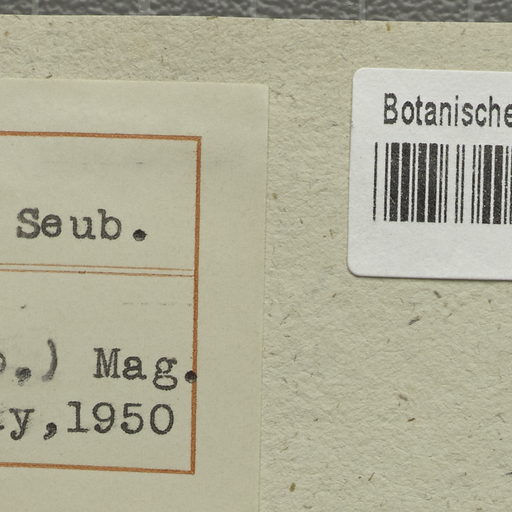 Botanische
Seub.
.) Mag.
y,1950